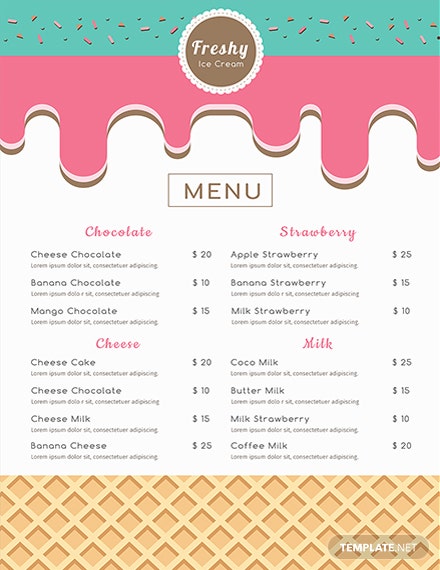 Freshy
Ice Cream
MENU
Chocolate
Cheese Chocolate $ 20
Lorem ipsum dolor r sit, consectetuer adipiscing.
Banana Chocolate $ 10
Lorem ipsum dolor r sit, consectetuer adipiscing.
Mango Chocolate $ 15
Lorem ipsum dolor r sit, consectetuer adipiscing.
Cheese
Cheese Cake $ 20
Lorem ipsum dolor r sit, consectetuer adipiscing.
Cheese Chocolate $ 10
Lorem ipsum dolor r sit, consectetuer adipiscing.
Cheese Milk $ 15
Lorem ipsum dolor r sit, consectetuer adipiscing.
Banana Cheese $ 25
Lorem ipsum dolor r sit, consectetuer adipiscing.
Strawberry
Apple Strawberry $ 25
Lorem ipsum dolor r sit, consectetuer adipiscing.
Banana Strawberry $ 15
Lorem ipsum dolor r sit, consectetuer adipiscing.
Milk Strawberry $ 10
Lorem ipsum dolor r sit, consectetuer adipiscing.
Milk
Coco Milk $ 25
Lorem ipsum dolor r sit, consectetuer adipiscing.
Butter Milk $ 15
Lorem ipsum dolor r sit, consectetuer adipiscing.
Milk Strawberry $ 10
Lorem ipsum dolor r sit, consectetuer adipiscing.
Coffee Milk $ 20
Lorem ipsum dolor r sit, consectetuer adipiscing.
TEMPLATE.NET